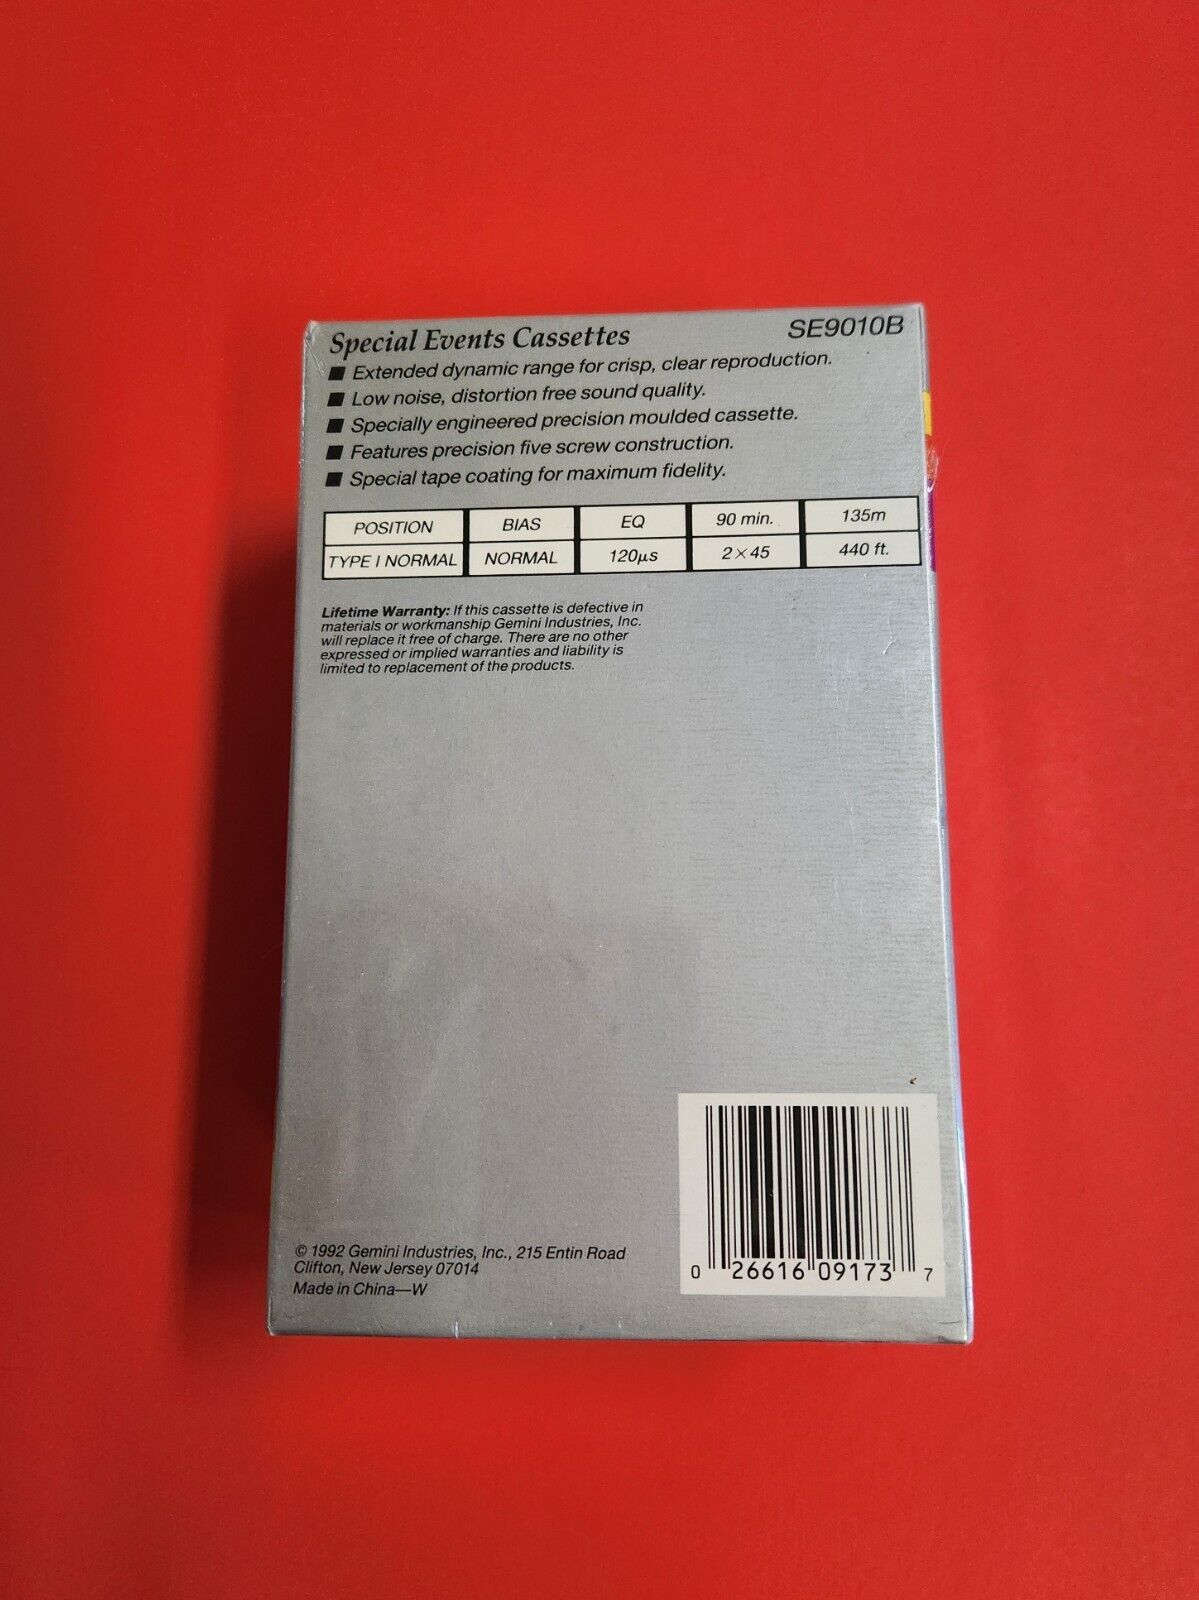 Special Events Cassettes SE9010B
■ Extended dynamic range for crisp, clear reproduction.
■ Low noise, distortion free sound quality.
■ Specially engineered precision moulded cassette.
■ Features precision five screw construction.
■ Special tape coating for maximum fidelity.
POSITION BIAS EQ 90 min. 135m
TYPE I NORMAL NORMAL 120µs 2×45 440 ft.
Lifetime Warranty: If this cassette is defective in
materials or workmanship Gemini Industries, Inc.
will replace it free of charge. There are no other
expressed or implied warranties and liability is
limited to replacement of the products.
© 1992 Gemini Industries, Inc., 215 Entin Road
Clifton, New Jersey 07014
Made in China—W
0 26616 09173 7